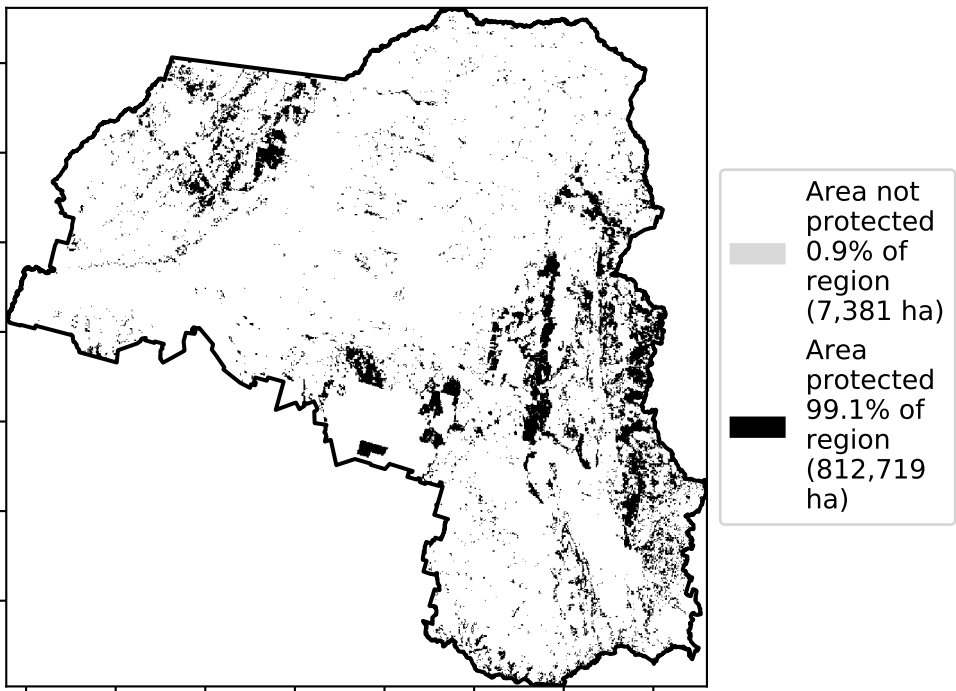 Area not
protected
0.9% of
region
(7,381 ha)
Area
protected
99.1% of
region
(812,719
ha)